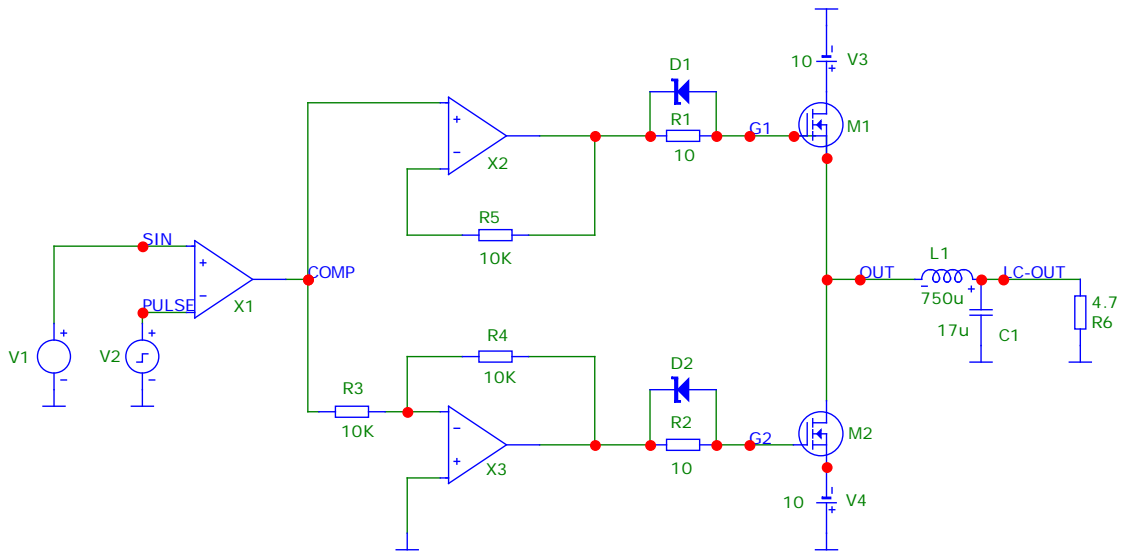 10
V3
D1
R1
10
G1
M1
+
−
X2
R5
10K
SIN
+
−
PULSE
X1
COMP
V1
+
−
V2
+
−
L1
OUT
LC-OUT
−
+
750u
17u
C1
4.7
R6
R4
10K
R3
10K
−
+
X3
D2
R2
10
G2
M2
10
V4
−
+
−
+